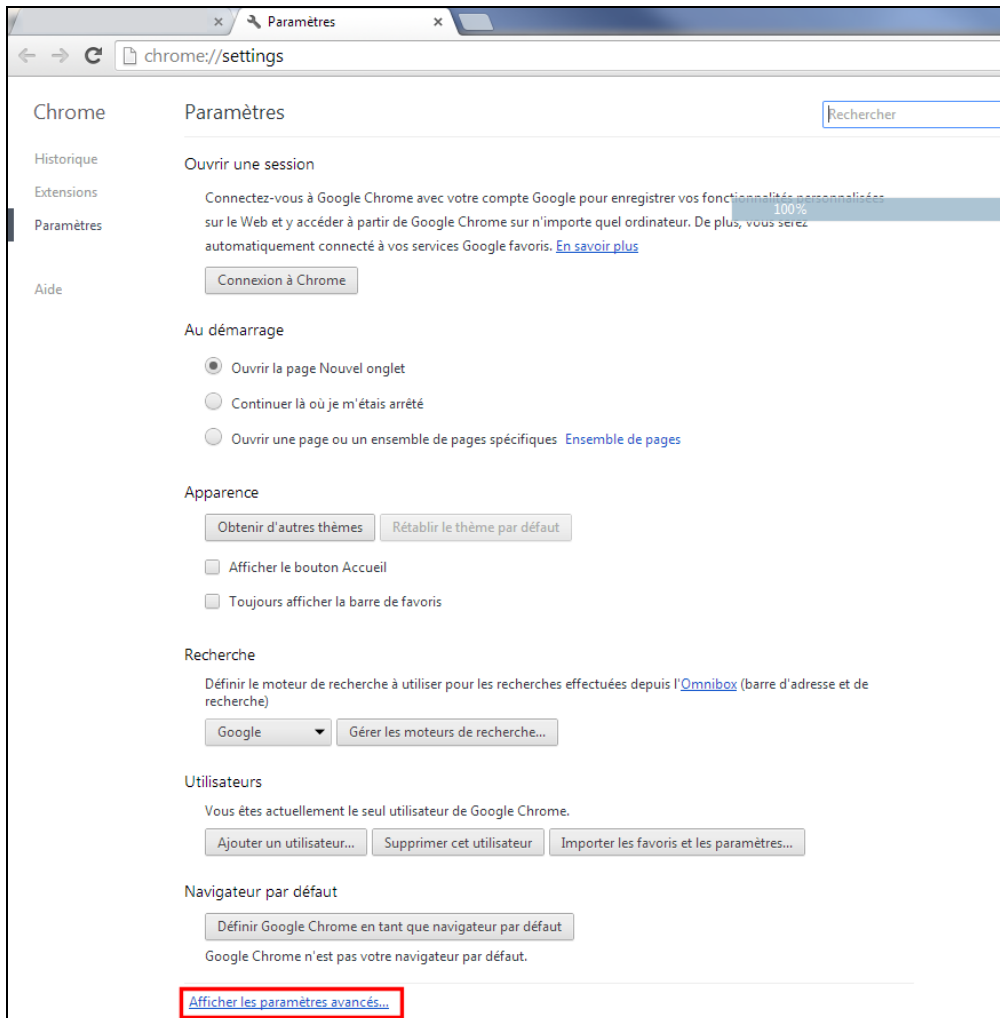 Paramètres
chrome://settings
Chrome
Paramètres
Rechercher
Historique
Extensions
Paramètres
Aide
Ouvrir une session
Connectez-vous à Google Chrome avec votre compte Google pour enregistrer vos fonctionnalités personnalisées
100%
sur le Web et y accéder à partir de Google Chrome sur n'importe quel ordinateur. De plus, vous serez
automatiquement connecté à vos services Google favoris. En savoir plus
Connexion à Chrome
Au démarrage
Ouvrir la page Nouvel onglet
Continuer là où je m'étais arrêté
Ouvrir une page ou un ensemble de pages spécifiques Ensemble de pages
Apparence
Obtenir d'autres thèmes Rétablir le thème par défaut
Afficher le bouton Accueil
Toujours afficher la barre de favoris
Recherche
Définir le moteur de recherche à utiliser pour les recherches effectuées depuis l'Omnibox (barre d'adresse et de
recherche)
Google Gérer les moteurs de recherche...
Utilisateurs
Vous êtes actuellement le seul utilisateur de Google Chrome.
Ajouter un utilisateur... Supprimer cet utilisateur Importer les favoris et les paramètres...
Navigateur par défaut
Définir Google Chrome en tant que navigateur par défaut
Google Chrome n'est pas votre navigateur par défaut.
Afficher les paramètres avancés...